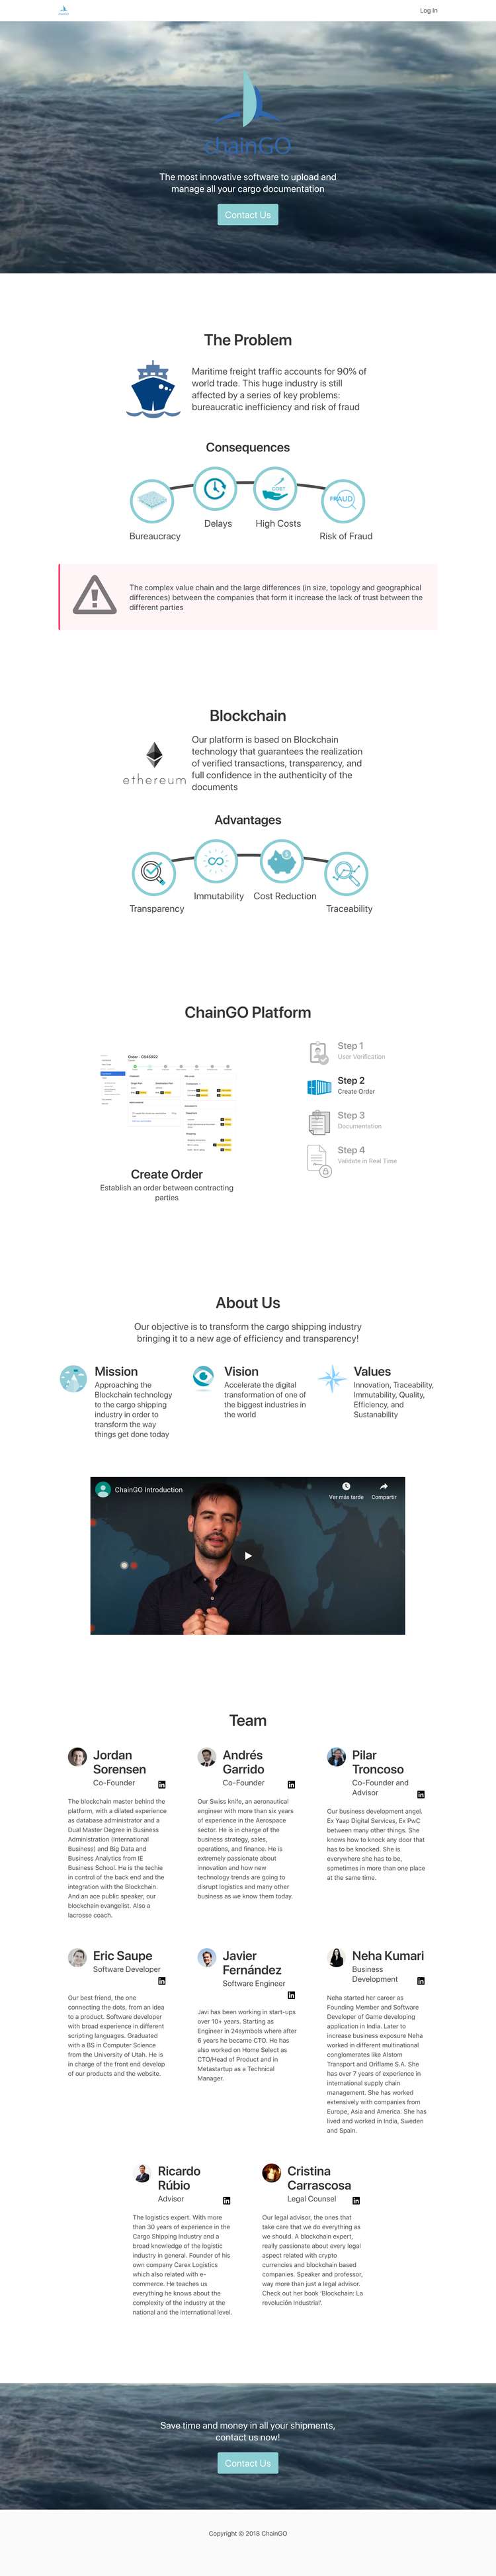 Log In
chainGO
The most innovative software to upload and
manage all your cargo documentation
Contact Us
The Problem
Maritime freight traffic accounts for 90% of
world trade. This huge industry is still
affected by a series of key problems:
bureaucratic inefficiency and risk of fraud
Consequences
COST
FRAUD
Delays
High Costs
Bureaucracy
Risk of Fraud
The complex value chain and the large differences (in size, topology and geographical
differences) between the companies that form it increase the lack of trust between the
different parties
Blockchain
Our platform is based on Blockchain
technology that guarantees the realization
of verified transactions, transparency, and
full confidence in the authenticity of the
documents
ethereum
Advantages
Immutability
Cost Reduction
Transparency
Traceability
ChainGO Platform
Create Order
Establish an order between contracting
parties
Step 1
User Verification
Step 2
Create Order
Step 3
Documentation
Step 4
Validate in Real Time
About Us
Our objective is to transform the cargo shipping industry
bringing it to a new age of efficiency and transparency!
Mission
Approaching the
Blockchain technology
to the cargo shipping
industry in order to
transform the way
things get done today
Vision
Accelerate the digital
transformation of one of
the biggest industries in
the world
Values
Innovation, Traceability,
Immutability, Quality,
Efficiency, and
Sustanability
ChainGO Introduction
Ver más tarde
Compartir
Team
Jordan
Sorensen
Co-Founder
in
The blockchain master behind the
platform, with a dilated experience
as database administrator and a
Dual Master Degree in Business
Administration (International
Business) and Big Data and
Business Analytics from IE
Business School. He is the techie
in control of the back end and the
integration with the Blockchain.
And an ace public speaker, our
blockchain evangelist. Also a
lacrosse coach.
Andrés
Garrido
Co-Founder
in
Our Swiss knife, an aeronautical
engineer with more than six years
of experience in the Aerospace
sector. He is in charge of the
business strategy, sales,
operations, and finance. He is
extremely passionate about
innovation and how new
technology trends are going to
disrupt logistics and many other
business as we know them today.
Pilar
Troncoso
Co-Founder and
Advisor
in
Our business development angel.
Ex Yaap Digital Services, Ex PwC
between many other things. She
knows how to knock any door that
has to be knocked. She is
everywhere she has to be,
sometimes in more than one place
at the same time.
Eric Saupe
Software Developer
in
Our best friend, the one
connecting the dots, from an idea
to a product. Software developer
with broad experience in different
scripting languages. Graduated
with a BS in Computer Science
from the University of Utah. He is
in charge of the front end develop
of our products and the website.
Javier
Fernández
Software Engineer
in
Javi has been working in start-ups
over 10+ years. Starting as
Engineer in 24symbols where after
6 years he became CTO. He has
also worked on Home Select as
CTO/Head of Product and in
Metastartup as a Technical
Manager.
Neha Kumari
Business
Development
in
Neha started her career as
Founding Member and Software
Developer of Game developing
application in India. Later to
increase business exposure Neha
worked in different multinational
conglomerates like Alstom
Transport and Oriflame S.A. She
has over 7 years of experience in
international supply chain
management. She has worked
extensively with companies from
Europe, Asia and America. She has
lived and worked in India, Sweden
and Spain.
Ricardo
Rúbio
Advisor
in
The logistics expert. With more
than 30 years of experience in the
Cargo Shipping industry and a
broad knowledge of the logistic
industry in general. Founder of his
own company Carex Logistics
which also related with e-
commerce. He teaches us
everything he knows about the
complexity of the industry at the
national and the international level.
Cristina
Carrascosa
Legal Counsel
in
Our legal advisor, the ones that
take care that we do everything as
we should. A blockchain expert,
really passionate about every legal
aspect related with crypto
currencies and blockchain based
companies. Speaker and professor,
way more than just a legal advisor.
Check out her book 'Blockchain: La
revolución Industrial'.
Save time and money in all your shipments,
contact us now!
Contact Us
Copyright © 2018 ChainGO